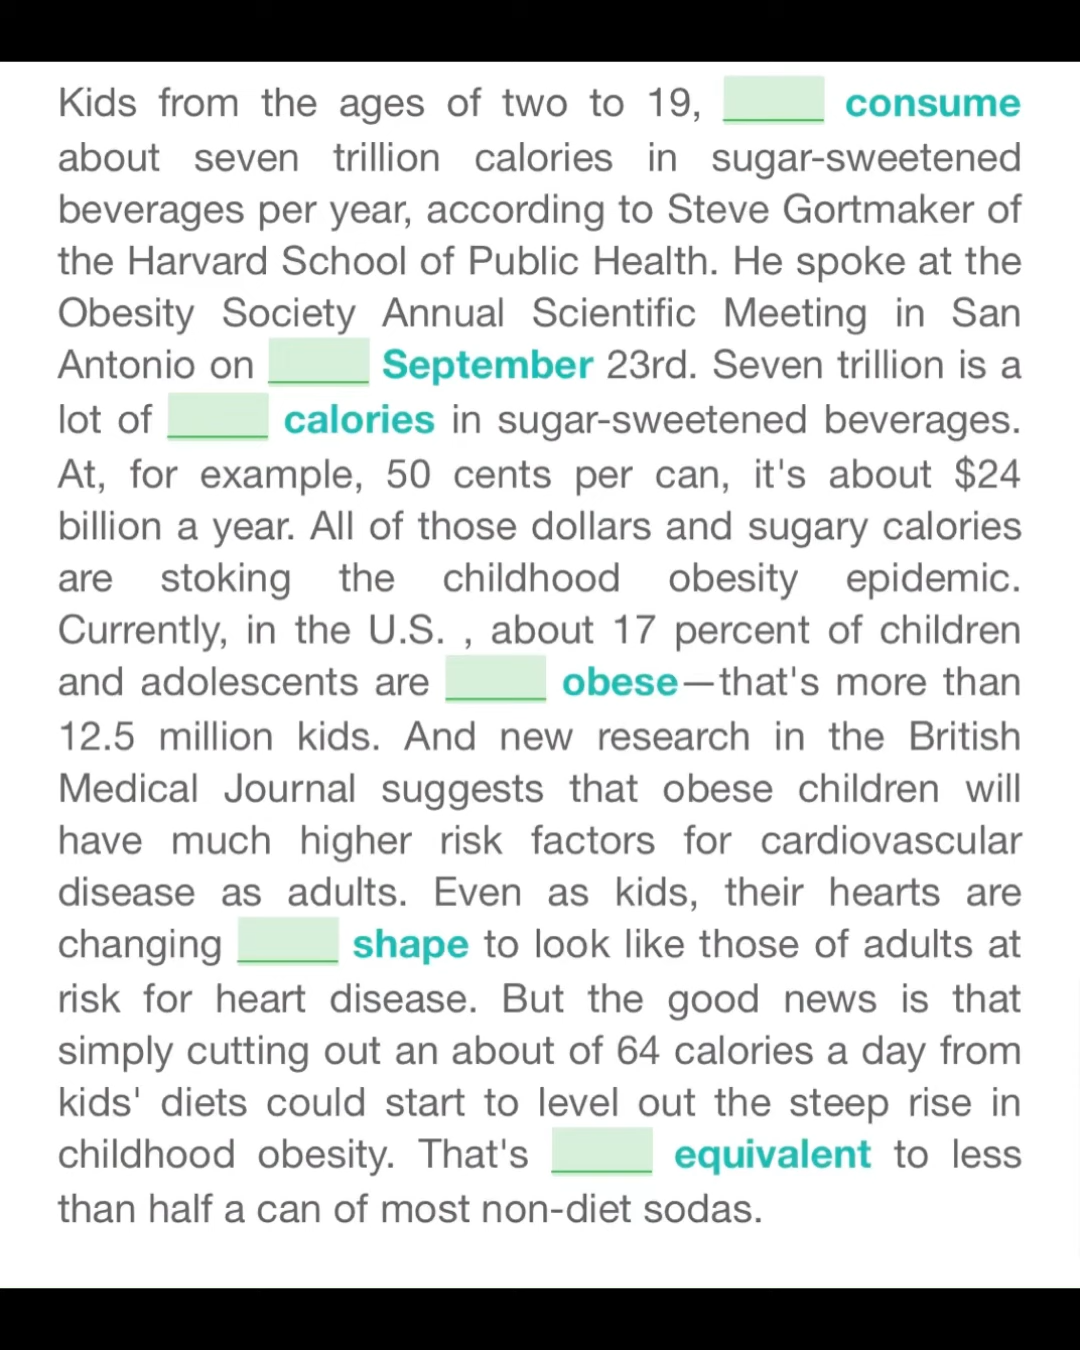 Kids from the ages of two to 19, consume
about seven trillion calories in sugar-sweetened
beverages per year, according to Steve Gortmaker of
the Harvard School of Public Health. He spoke at the
Obesity Society Annual Scientific Meeting in San
Antonio on September 23rd. Seven trillion is a
lot of calories in sugar-sweetened beverages.
At, for example, 50 cents per can, it's about $24
billion a year. All of those dollars and sugary calories
are stoking the childhood obesity epidemic.
Currently, in the U.S. , about 17 percent of children
and adolescents are obese—that's more than
12.5 million kids. And new research in the British
Medical Journal suggests that obese children will
have much higher risk factors for cardiovascular
disease as adults. Even as kids, their hearts are
changing shape to look like those of adults at
risk for heart disease. But the good news is that
simply cutting out an about of 64 calories a day from
kids' diets could start to level out the steep rise in
childhood obesity. That's equivalent to less
than half a can of most non-diet sodas.